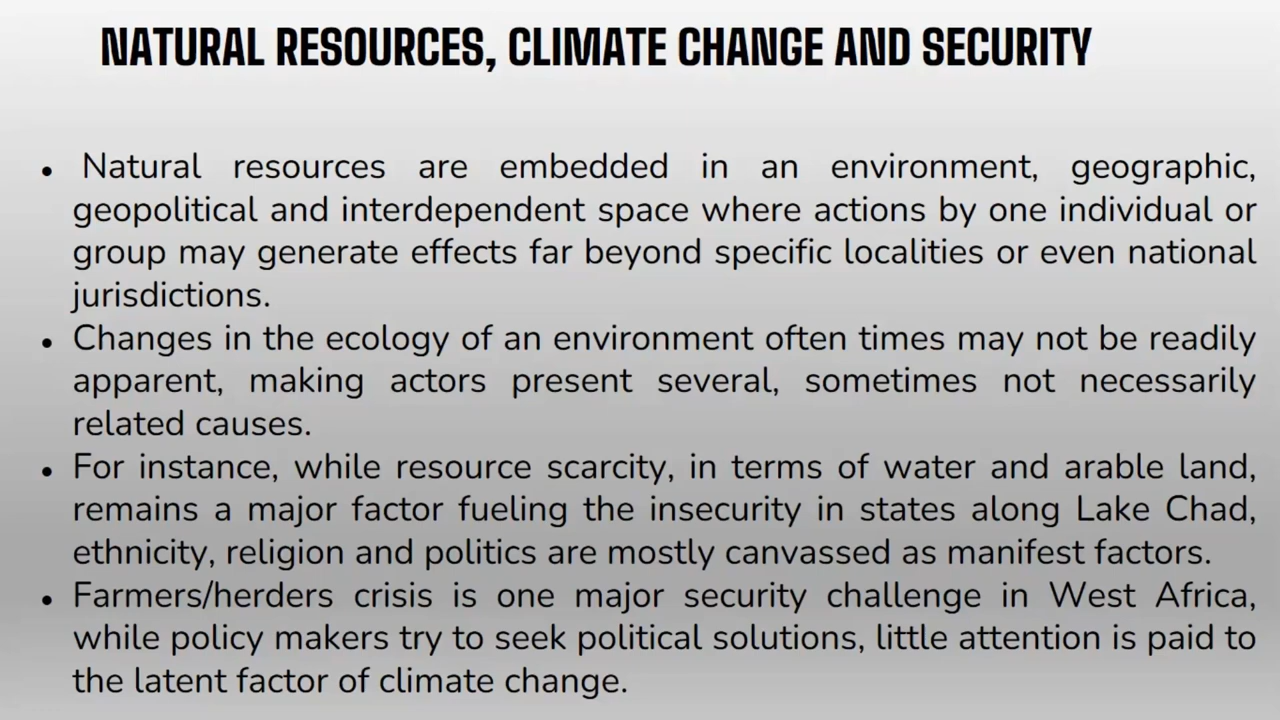 NATURAL RESOURCES, CLIMATE CHANGE AND SECURITY
• Natural resources are embedded in an environment, geographic,
geopolitical and interdependent space where actions by one individual or
group may generate effects far beyond specific localities or even national
jurisdictions.
• Changes in the ecology of an environment often times may not be readily
apparent, making actors present several, sometimes not necessarily
related causes.
• For instance, while resource scarcity, in terms of water and arable land,
remains a major factor fueling the insecurity in states along Lake Chad,
ethnicity, religion and politics are mostly canvassed as manifest factors.
• Farmers/herders crisis is one major security challenge in West Africa,
while policy makers try to seek political solutions, little attention is paid to
the latent factor of climate change.